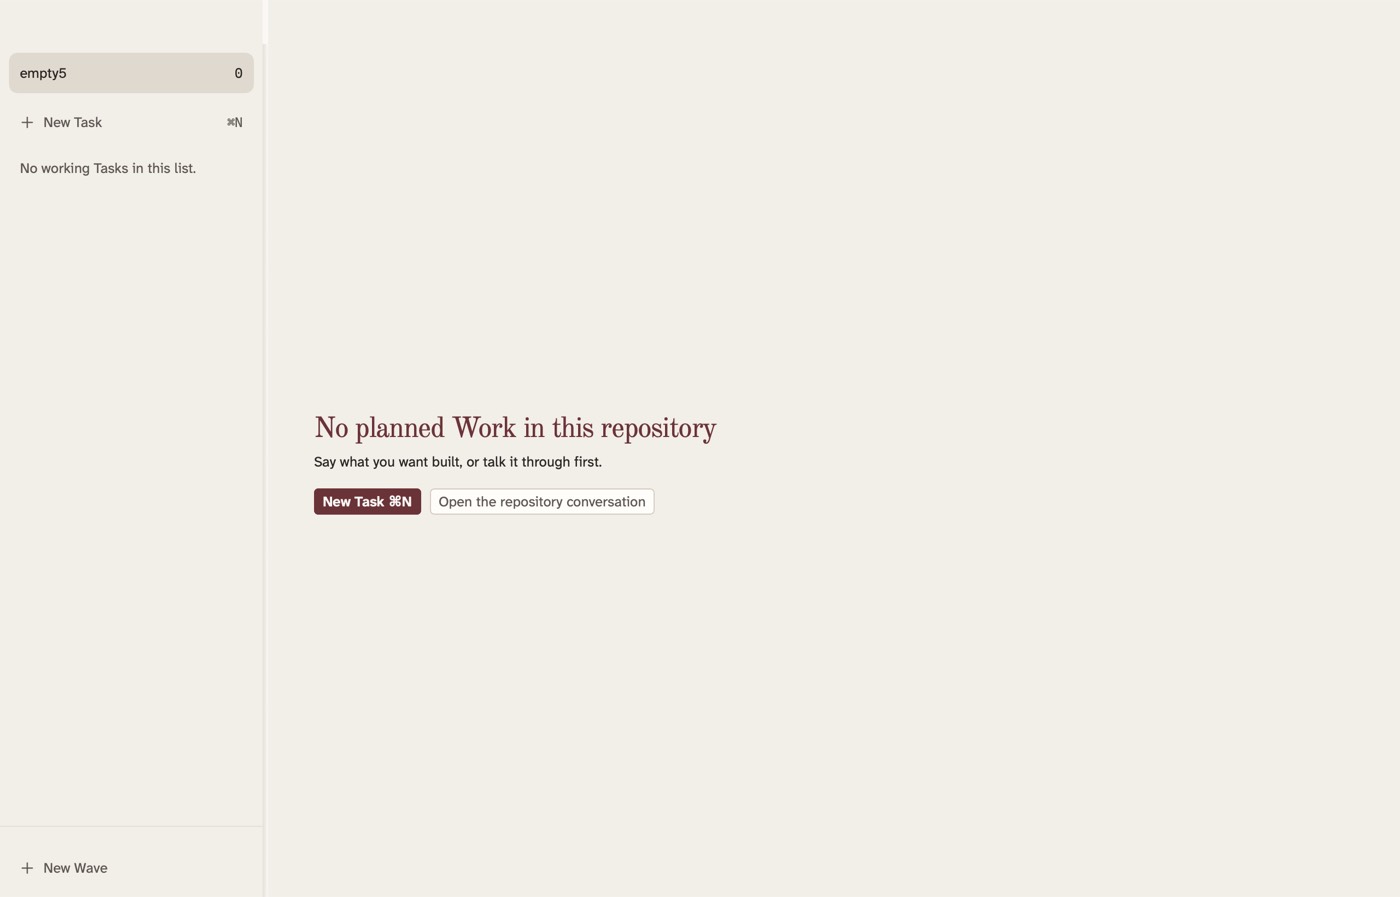 empty5 0
New Task ⌘N
No working Tasks in this list.
No planned Work in this repository
Say what you want built, or talk it through first.
New Task ⌘N Open the repository conversation
New Wave